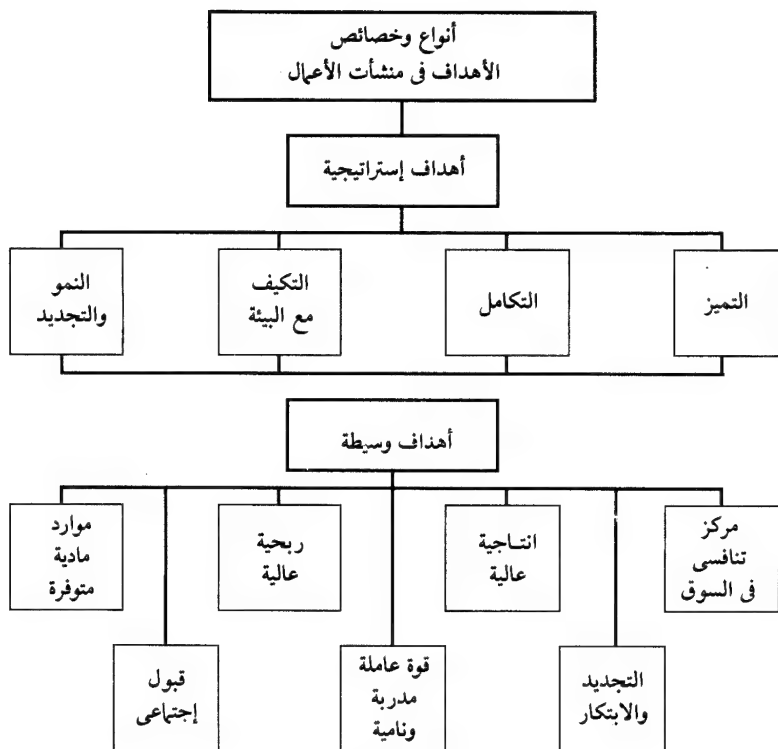 أنواع وخصائص
الأهداف فى منشأت الأعمال
أهداف إستراتيجية
التميز
التكامل
التكيف
مع البيئة
النمو
والتجديد
أهداف وسيطة
مركز
تنافسى
فى السوق
انتاجية
عالية
ربحية
عالية
موارد
مادية
متوفرة
التجديد
والابتكار
قوة عاملة
مدربة
ونامية
قبول
إجتماعى